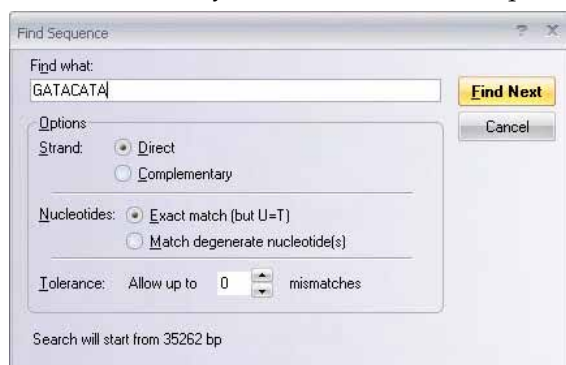 Find Sequence
Find what:
GATACATA
Find Next
Cancel
Options
Strand: Direct
Complementary
Nucleotides: Exact match (but U=T)
Match degenerate nucleotide(s)
Tolerance: Allow up to 0 mismatches
Search will start from 35262 bp